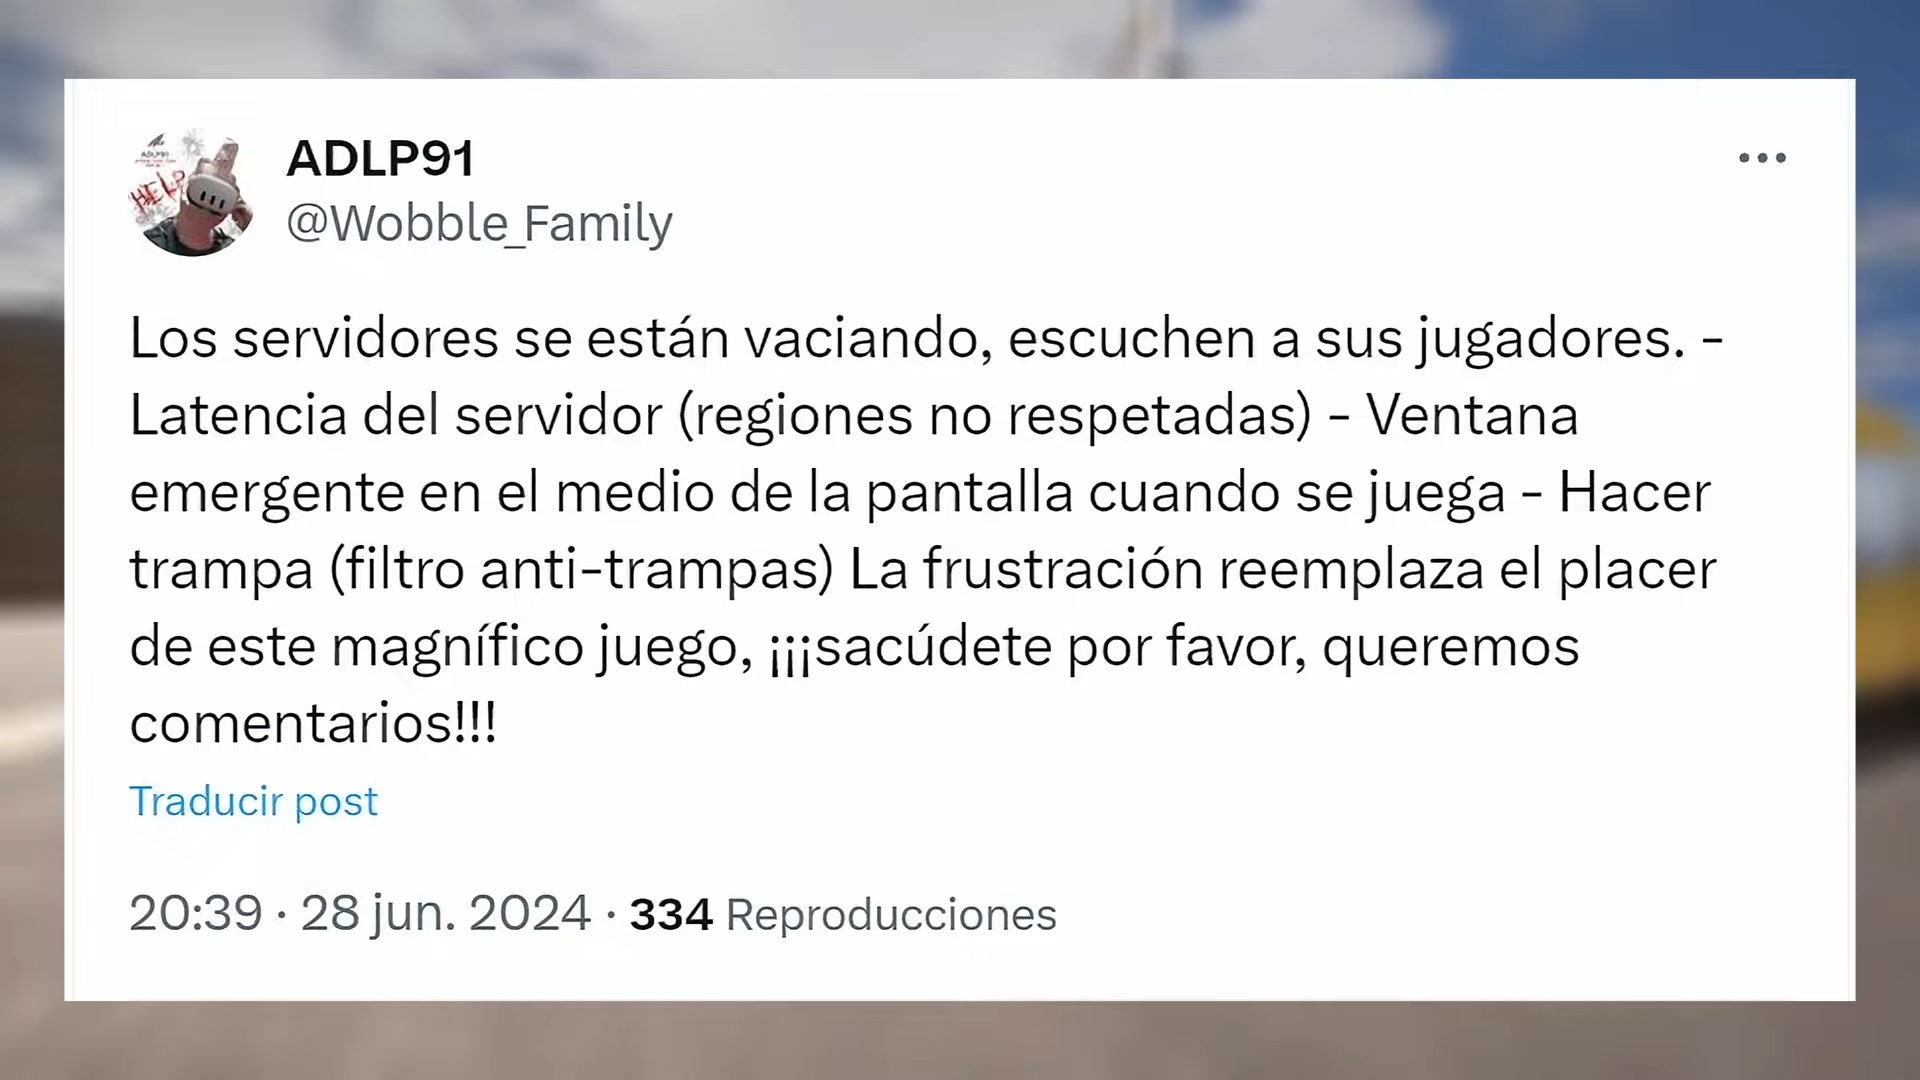 HELP
ADLP91
@Wobble_Family
Los servidores se están vaciando, escuchen a sus jugadores. -
Latencia del servidor (regiones no respetadas) - Ventana
emergente en el medio de la pantalla cuando se juega - Hacer
trampa (filtro anti-trampas) La frustración reemplaza el placer
de este magnífico juego, ¡¡¡sacúdete por favor, queremos
comentarios!!!
Traducir post
20:39 · 28 jun. 2024 · 334 Reproducciones